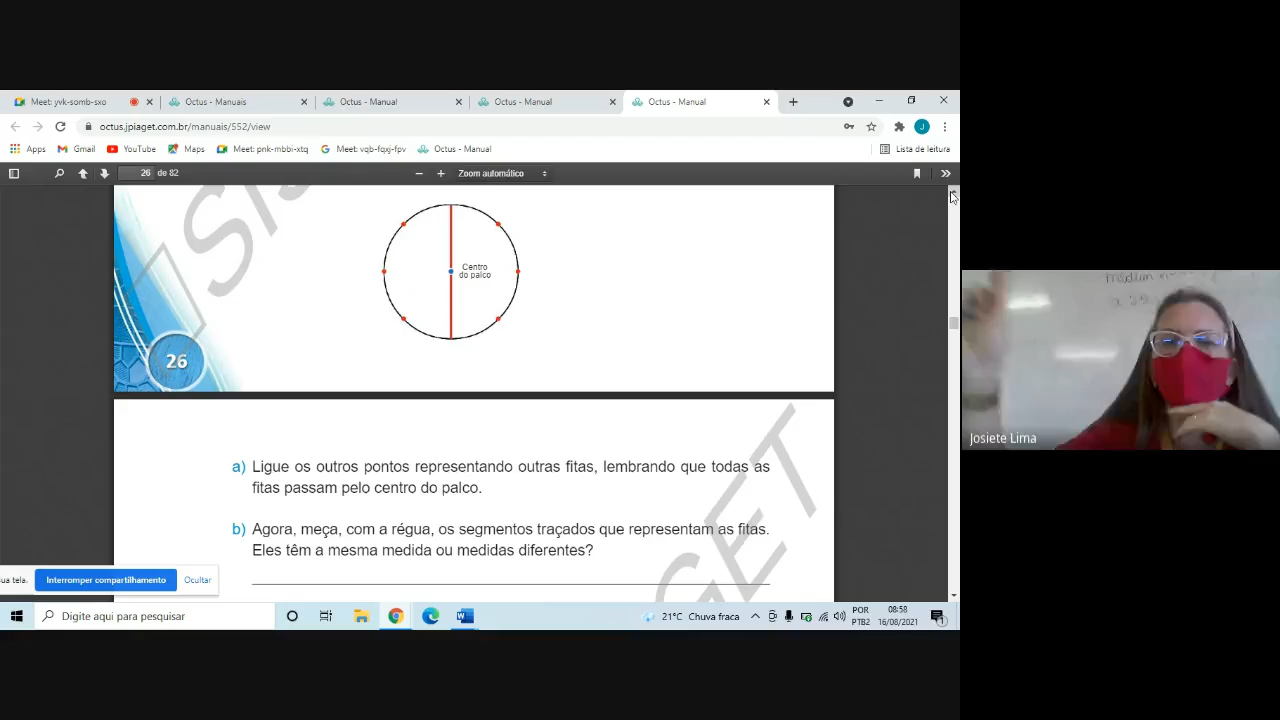 Meet: yvk-somb-sxo
Octus - Manuais
Octus - Manual
Octus - Manual
Octus - Manual
octus.jpiaget.com.br/manuais/552/view
Apps
Gmail
YouTube
Maps
Meet: pnk-mbbi-xtq
Meet: vqb-fqxj-fpv
Octus - Manual
Lista de leitura
26 de 82
Zoom automático
Centro
do palco
26
a) Ligue os outros pontos representando outras fitas, lembrando que todas as
fitas passam pelo centro do palco.
b) Agora, meça, com a régua, os segmentos traçados que representam as fitas.
Eles têm a mesma medida ou medidas diferentes?
GET
sua tela.
Interromper compartilhamento
Ocultar
Digite aqui para pesquisar
21°C Chuva fraca
POR
PTB2
08:58
16/08/2021
J
Josiete Lima